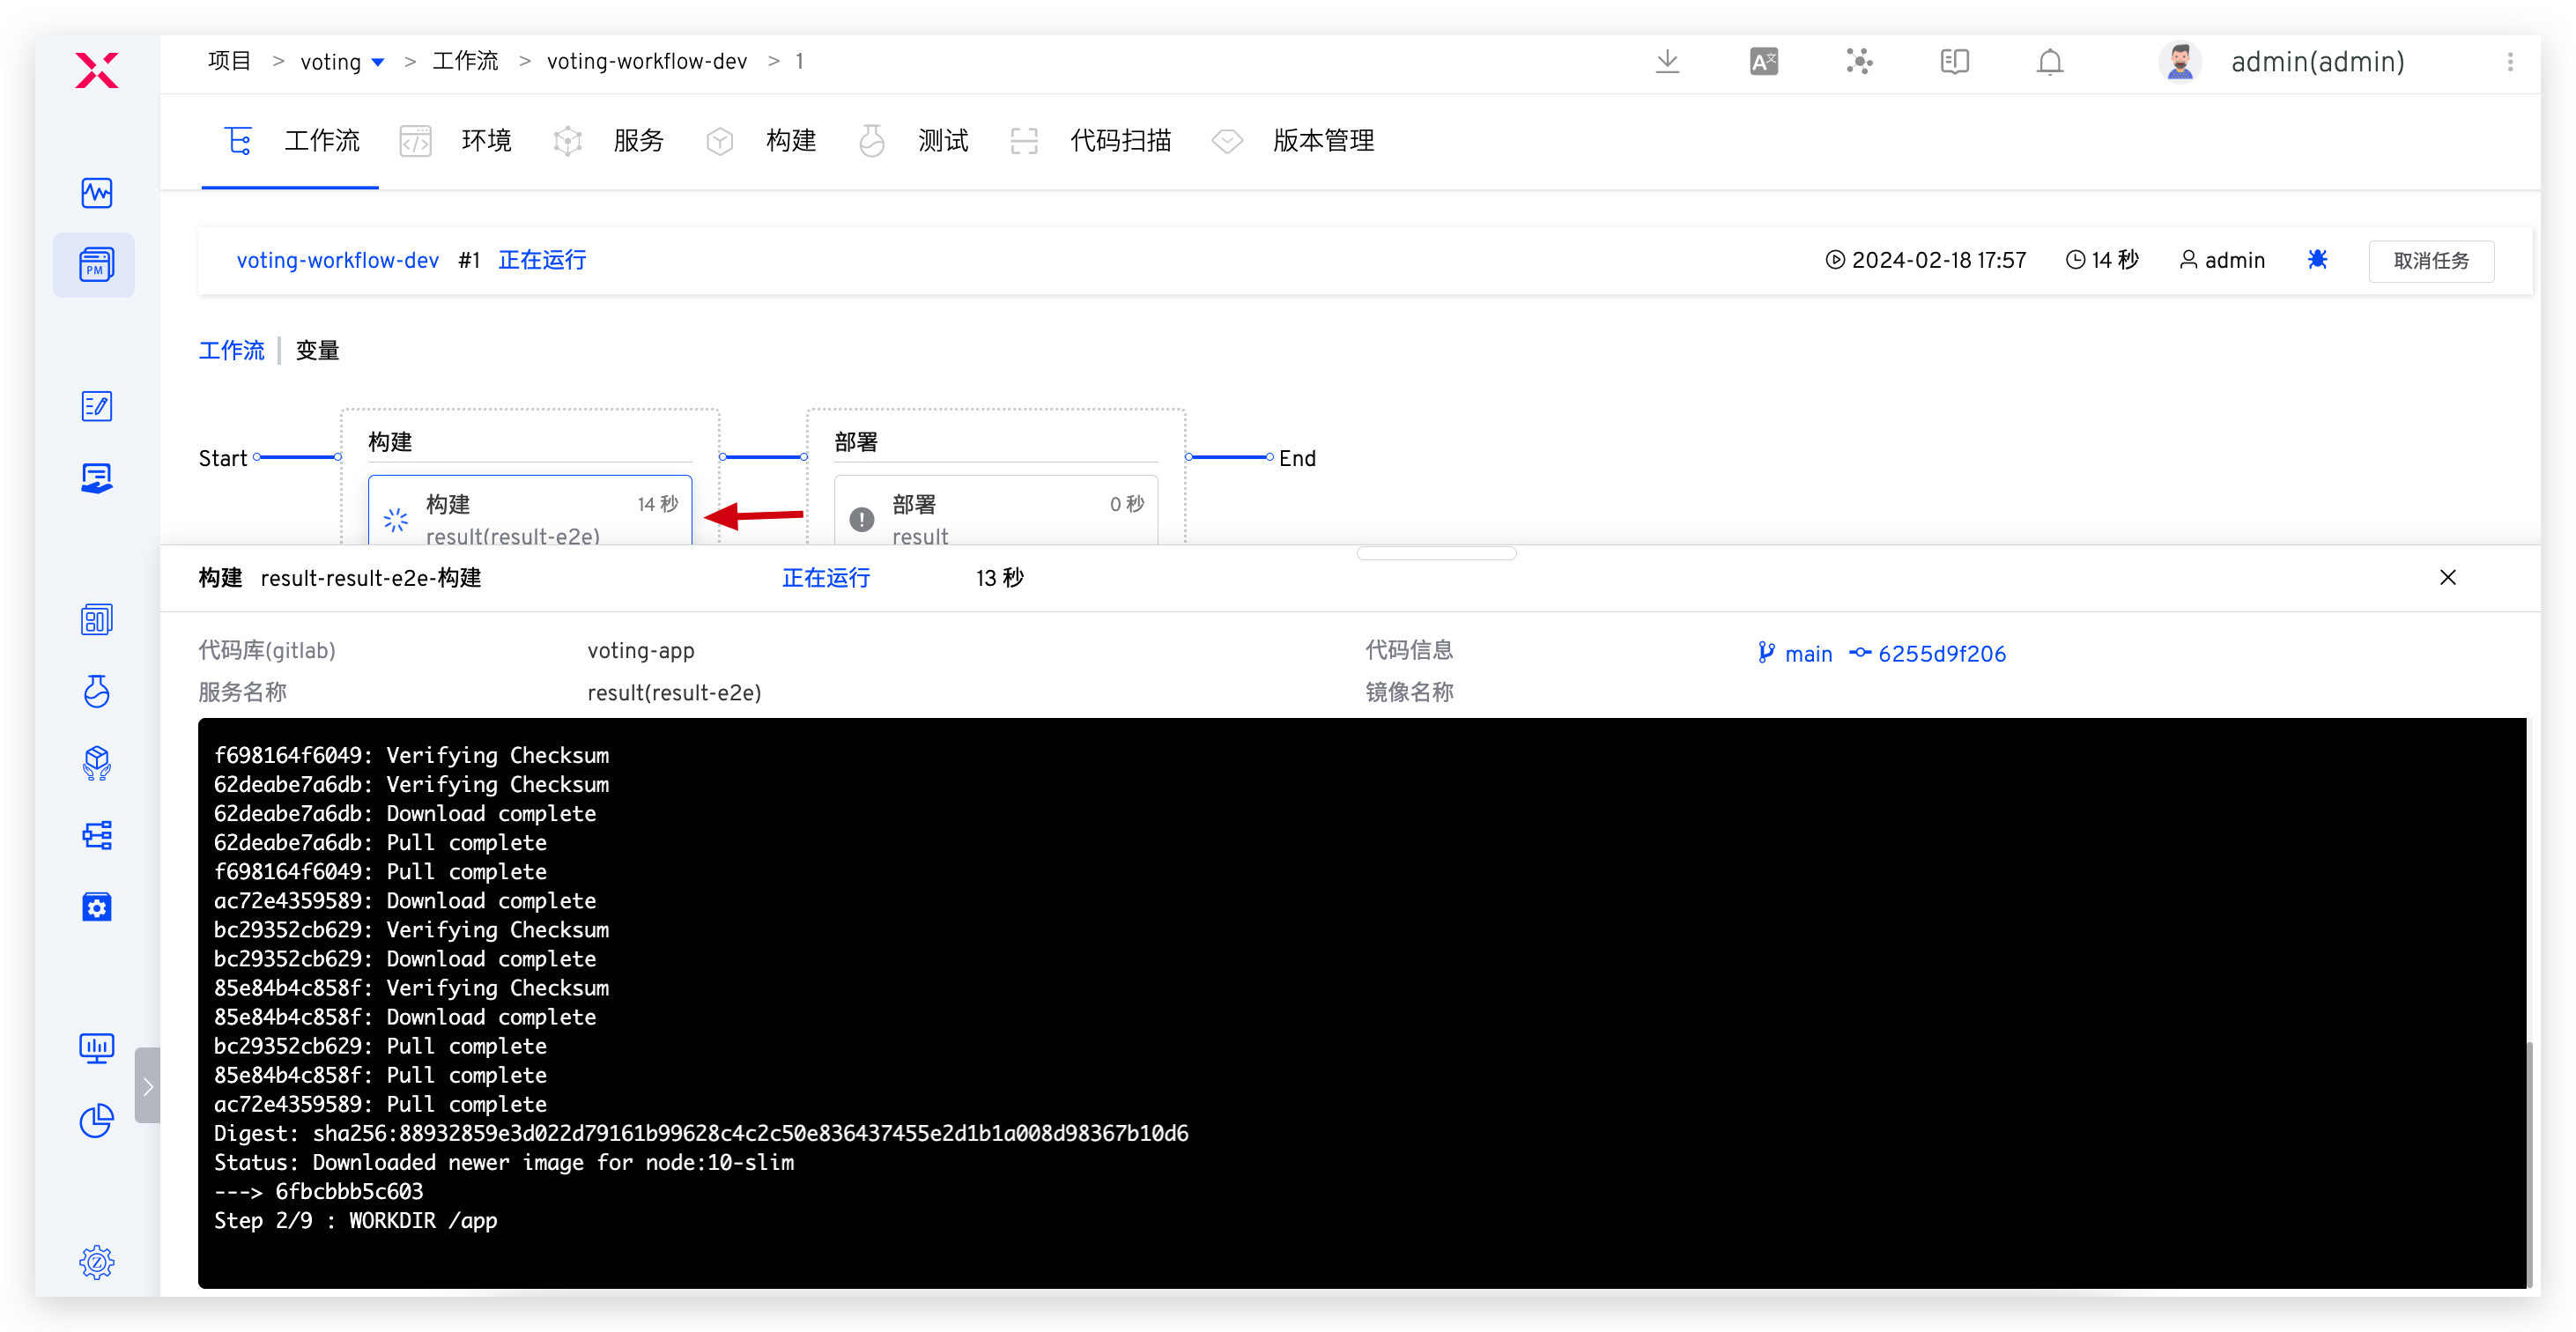 项目 > voting > 工作流 > voting-workflow-dev > 1
admin(admin)
工作流 环境 服务 构建 测试 代码扫描 版本管理
voting-workflow-dev #1 正在运行
2024-02-18 17:57 14 秒 admin 取消任务
工作流 变量
Start
构建
构建 14 秒
result(result-e2e)
部署
部署 0 秒
result
End
构建 result-result-e2e-构建 正在运行 13 秒
代码库(gitlab) voting-app 代码信息 main 6255d9f206
服务名称 result(result-e2e) 镜像名称
f698164f6049: Verifying Checksum
62deabe7a6db: Verifying Checksum
62deabe7a6db: Download complete
62deabe7a6db: Pull complete
f698164f6049: Pull complete
ac72e4359589: Download complete
bc29352cb629: Verifying Checksum
bc29352cb629: Download complete
85e84b4c858f: Verifying Checksum
85e84b4c858f: Download complete
bc29352cb629: Pull complete
85e84b4c858f: Pull complete
ac72e4359589: Pull complete
Digest: sha256:88932859e3d022d79161b99628c4c2c50e836437455e2d1b1a008d98367b10d6
Status: Downloaded newer image for node:10-slim
---> 6fbcbbb5c603
Step 2/9 : WORKDIR /app
PM